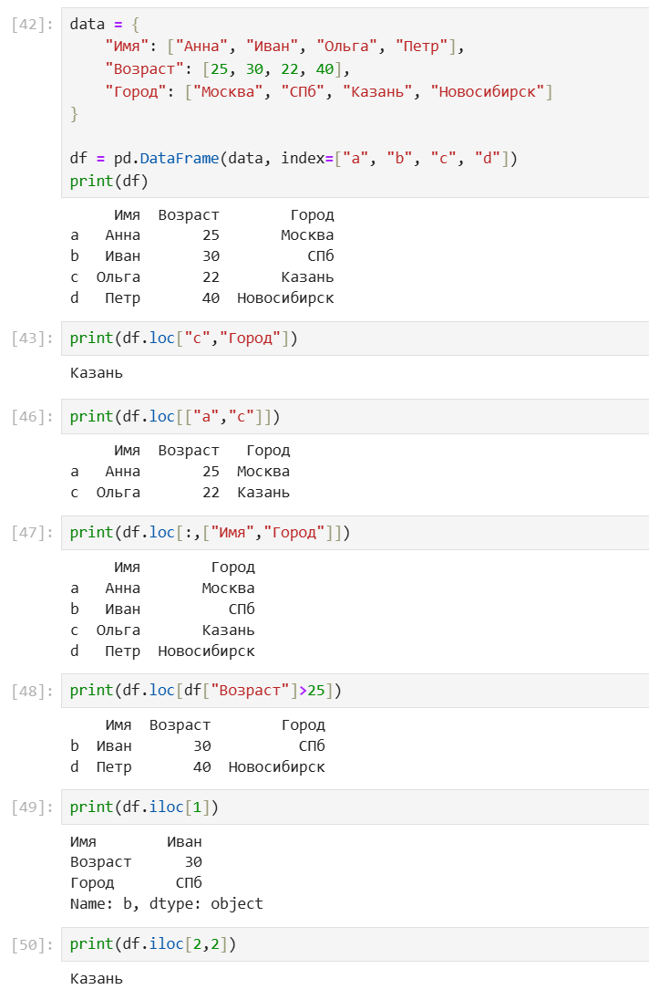 [42]: data = {
    "Имя": ["Анна", "Иван", "Ольга", "Петр"],
    "Возраст": [25, 30, 22, 40],
    "Город": ["Москва", "СПб", "Казань", "Новосибирск"]
}

df = pd.DataFrame(data, index=["a", "b", "c", "d"])
print(df)
     Имя  Возраст        Город
a   Анна       25       Москва
b   Иван       30          СПб
c  Ольга       22       Казань
d   Петр       40  Новосибирск
[43]: print(df.loc["c","Город"])
Казань
[46]: print(df.loc[["a","c"]])
     Имя  Возраст   Город
a   Анна       25  Москва
c  Ольга       22  Казань
[47]: print(df.loc[:,["Имя","Город"]])
     Имя        Город
a   Анна       Москва
b   Иван          СПб
c  Ольга       Казань
d   Петр  Новосибирск
[48]: print(df.loc[df["Возраст"]>25])
    Имя  Возраст        Город
b  Иван       30          СПб
d  Петр       40  Новосибирск
[49]: print(df.iloc[1])
Имя        Иван
Возраст      30
Город       СПб
Name: b, dtype: object
[50]: print(df.iloc[2,2])
Казань